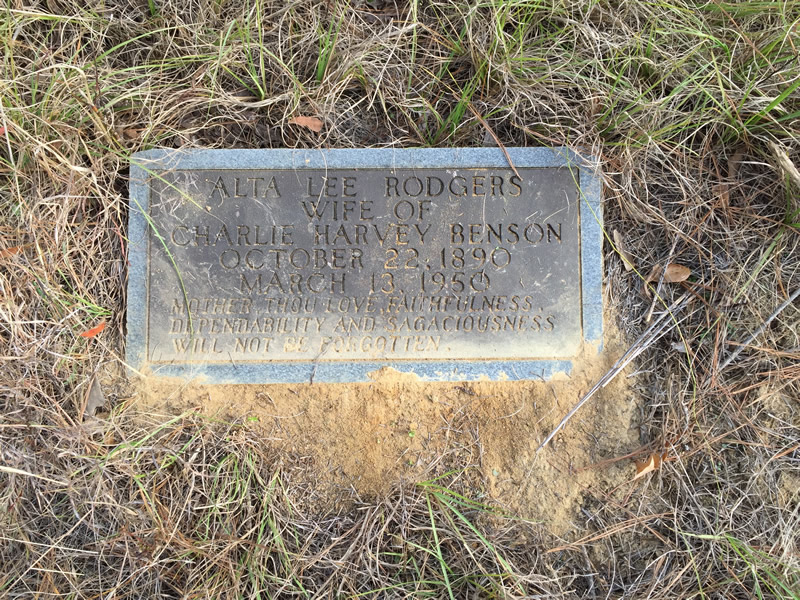 ALTA LEE RODGERS
WIFE OF
CHARLIE HARVEY BENSON
OCTOBER 22, 1890
MARCH 13, 1950
MOTHER THOU LOVE, FAITHFULNESS,
DEPENDABILITY AND SAGACIOUSNESS
WILL NOT BE FORGOTTEN.